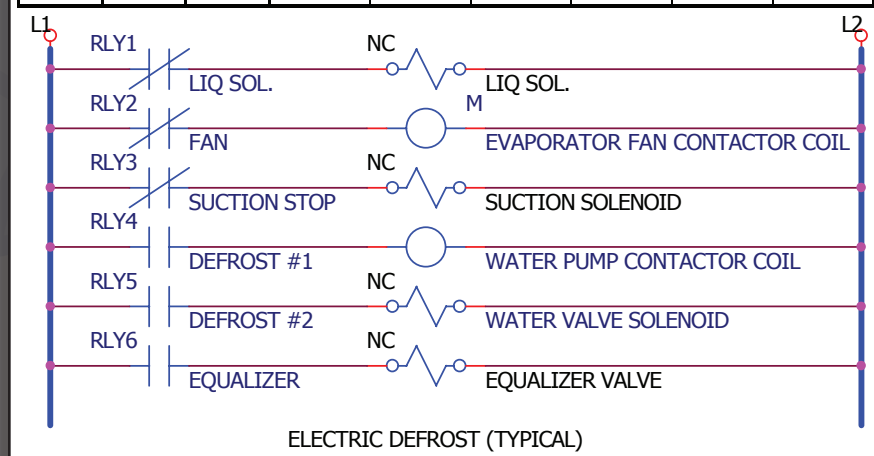 L1 L2
RLY1 NC
LIQ SOL. LIQ SOL.
RLY2 M
FAN EVAPORATOR FAN CONTACTOR COIL
RLY3 NC
SUCTION STOP SUCTION SOLENOID
RLY4
DEFROST #1 WATER PUMP CONTACTOR COIL
RLY5 NC
DEFROST #2 WATER VALVE SOLENOID
RLY6 NC
EQUALIZER EQUALIZER VALVE
ELECTRIC DEFROST (TYPICAL)